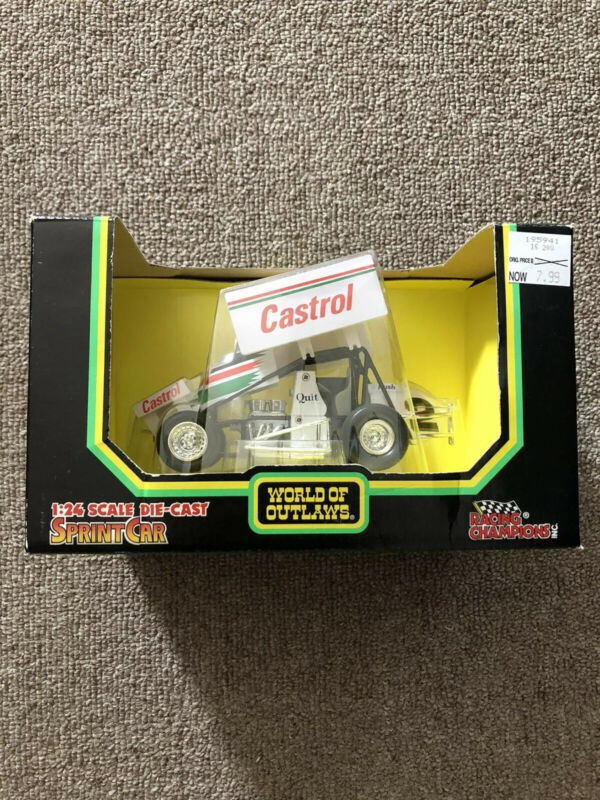 195941
ORIG. PRICE $
NOW 7.99
Castrol
Castrol
Quit
1:24 SCALE DIE-CAST
SPRINT CAR
WORLD OF
OUTLAWS®
RACING®
CHAMPIONS INC.